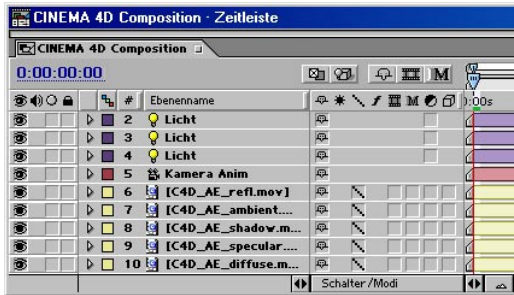 CINEMA 4D Composition · Zeitleiste
CINEMA 4D Composition
0:00:00:00
M
# Ebenenname M ):00s
2 Licht
3 Licht
4 Licht
5 Kamera Anim
6 [C4D_AE_refl.mov]
7 [C4D_AE_ambient....
8 [C4D_AE_shadow.m...
9 [C4D_AE_specular....
10 [C4D_AE_diffuse.m...
Schalter/Modi